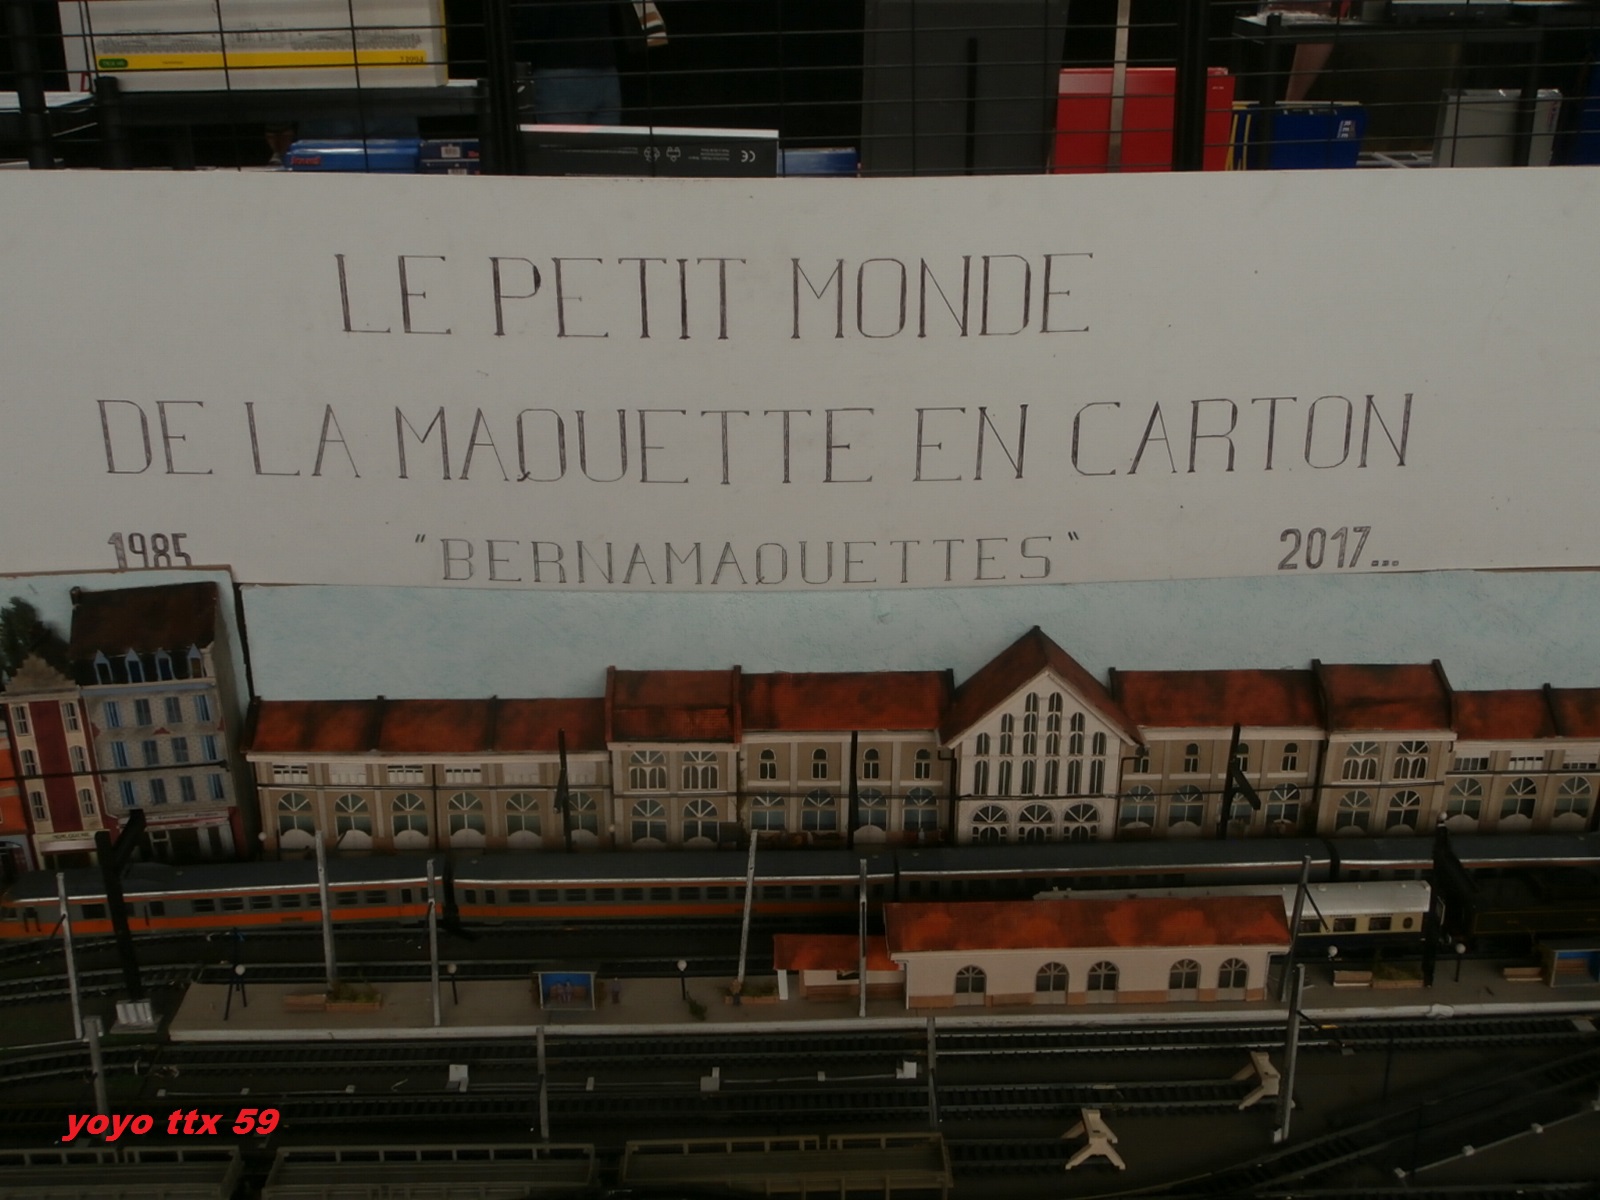 LE PETIT MONDE
DE LA MAQUETTE EN CARTON
1985 "BERNAMAQUETTES" 2017...
yoyo ttx 59